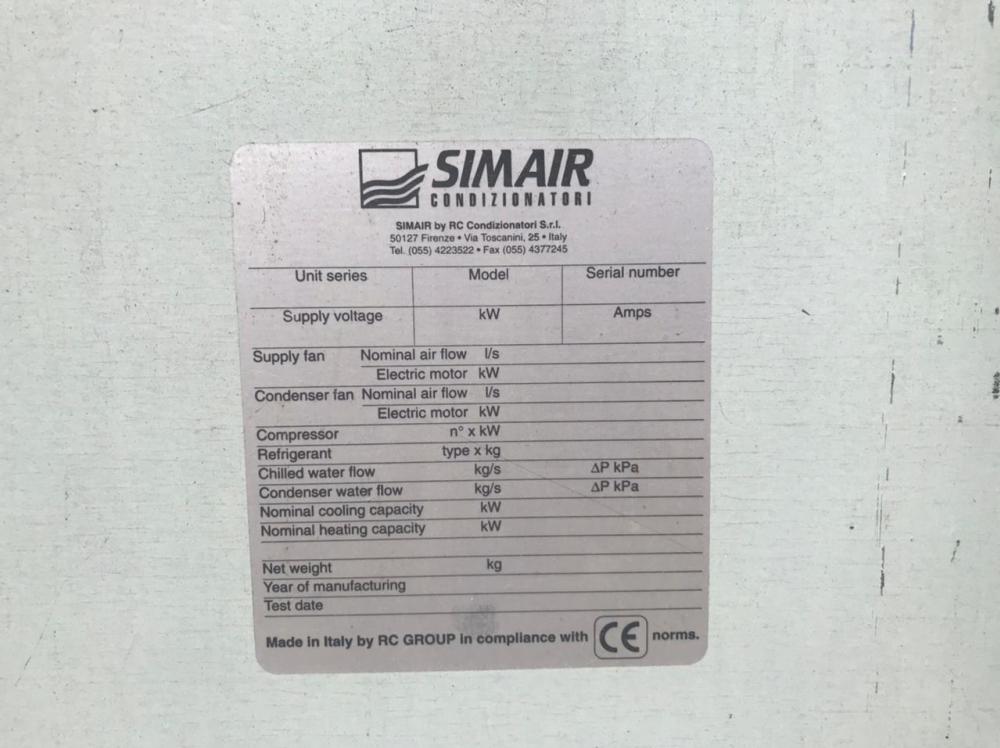 SIMAIR
CONDIZIONATORI
SIMAIR by RC Condizionatori S.r.l.
50127 Firenze • Via Toscanini, 25 • Italy
Tel. (055) 4223522 • Fax (055) 4377245
Unit series Model Serial number
Supply voltage kW Amps
Supply fan Nominal air flow l/s
Electric motor kW
Condenser fan Nominal air flow l/s
Electric motor kW
Compressor n° x kW
Refrigerant type x kg
Chilled water flow kg/s ΔP kPa
Condenser water flow kg/s ΔP kPa
Nominal cooling capacity kW
Nominal heating capacity kW
Net weight kg
Year of manufacturing
Test date
Made in Italy by RC GROUP in compliance with CE norms.